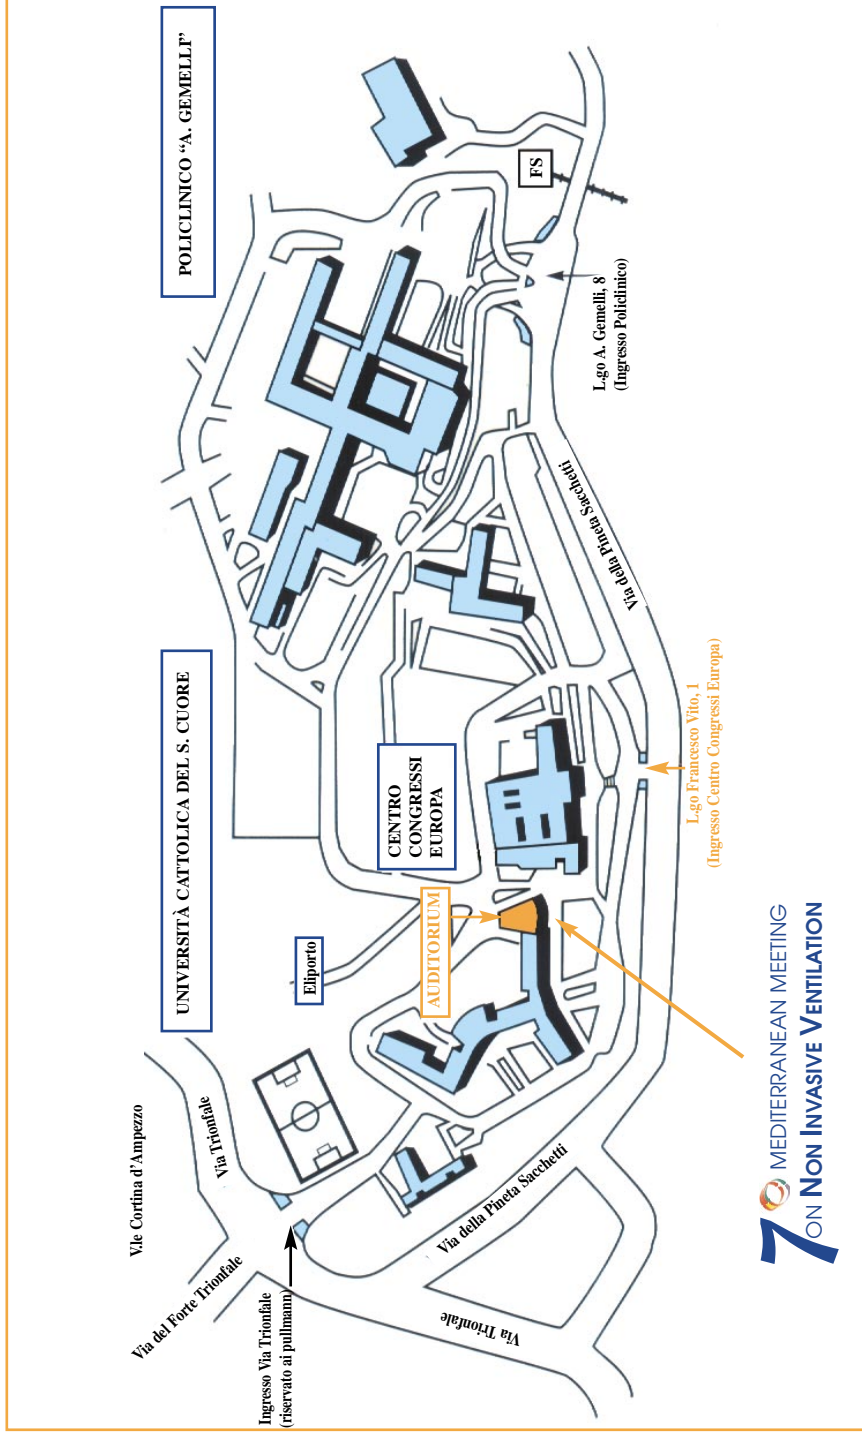 V.le Cortina d'Ampezzo
Via del Forte Trionfale
Via Trionfale
UNIVERSITÀ CATTOLICA DEL S. CUORE
POLICLINICO “A. GEMELLI”
Ingresso Via Trionfale
(riservato ai pullmann)
Eliporto
CENTRO
CONGRESSI
EUROPA
AUDITORIUM
FS
Via Trionfale
Via della Pineta Sacchetti
Via della Pineta Sacchetti
L.go A. Gemelli, 8
(Ingresso Policlinico)
L.go Francesco Vito, 1
(Ingresso Centro Congressi Europa)
7° MEDITERRANEAN MEETING
ON NON INVASIVE VENTILATION